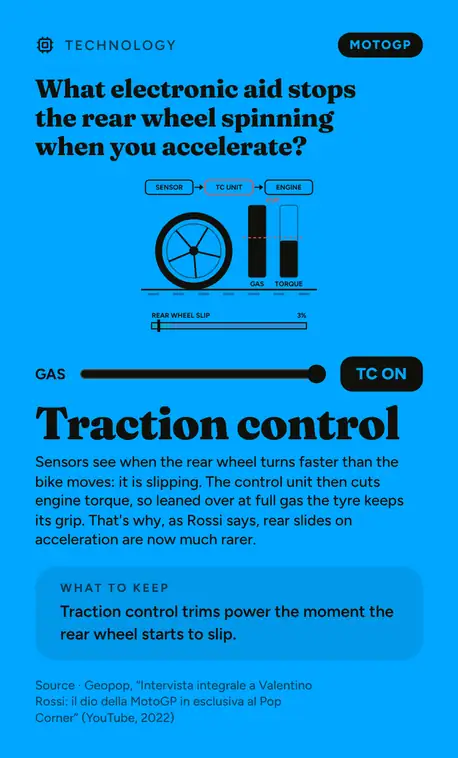 TECHNOLOGY
MOTOGP
What electronic aid stops
the rear wheel spinning
when you accelerate?
SENSOR
TC UNIT
ENGINE
GAS
TORQUE
REAR WHEEL SLIP
3%
GAS
TC ON
Traction control
Sensors see when the rear wheel turns faster than the
bike moves: it is slipping. The control unit then cuts
engine torque, so leaned over at full gas the tyre keeps
its grip. That's why, as Rossi says, rear slides on
acceleration are now much rarer.
WHAT TO KEEP
Traction control trims power the moment the
rear wheel starts to slip.
Source · Geopop, "Intervista integrale a Valentino
Rossi: il dio della MotoGP in esclusiva al Pop
Corner" (YouTube, 2022)